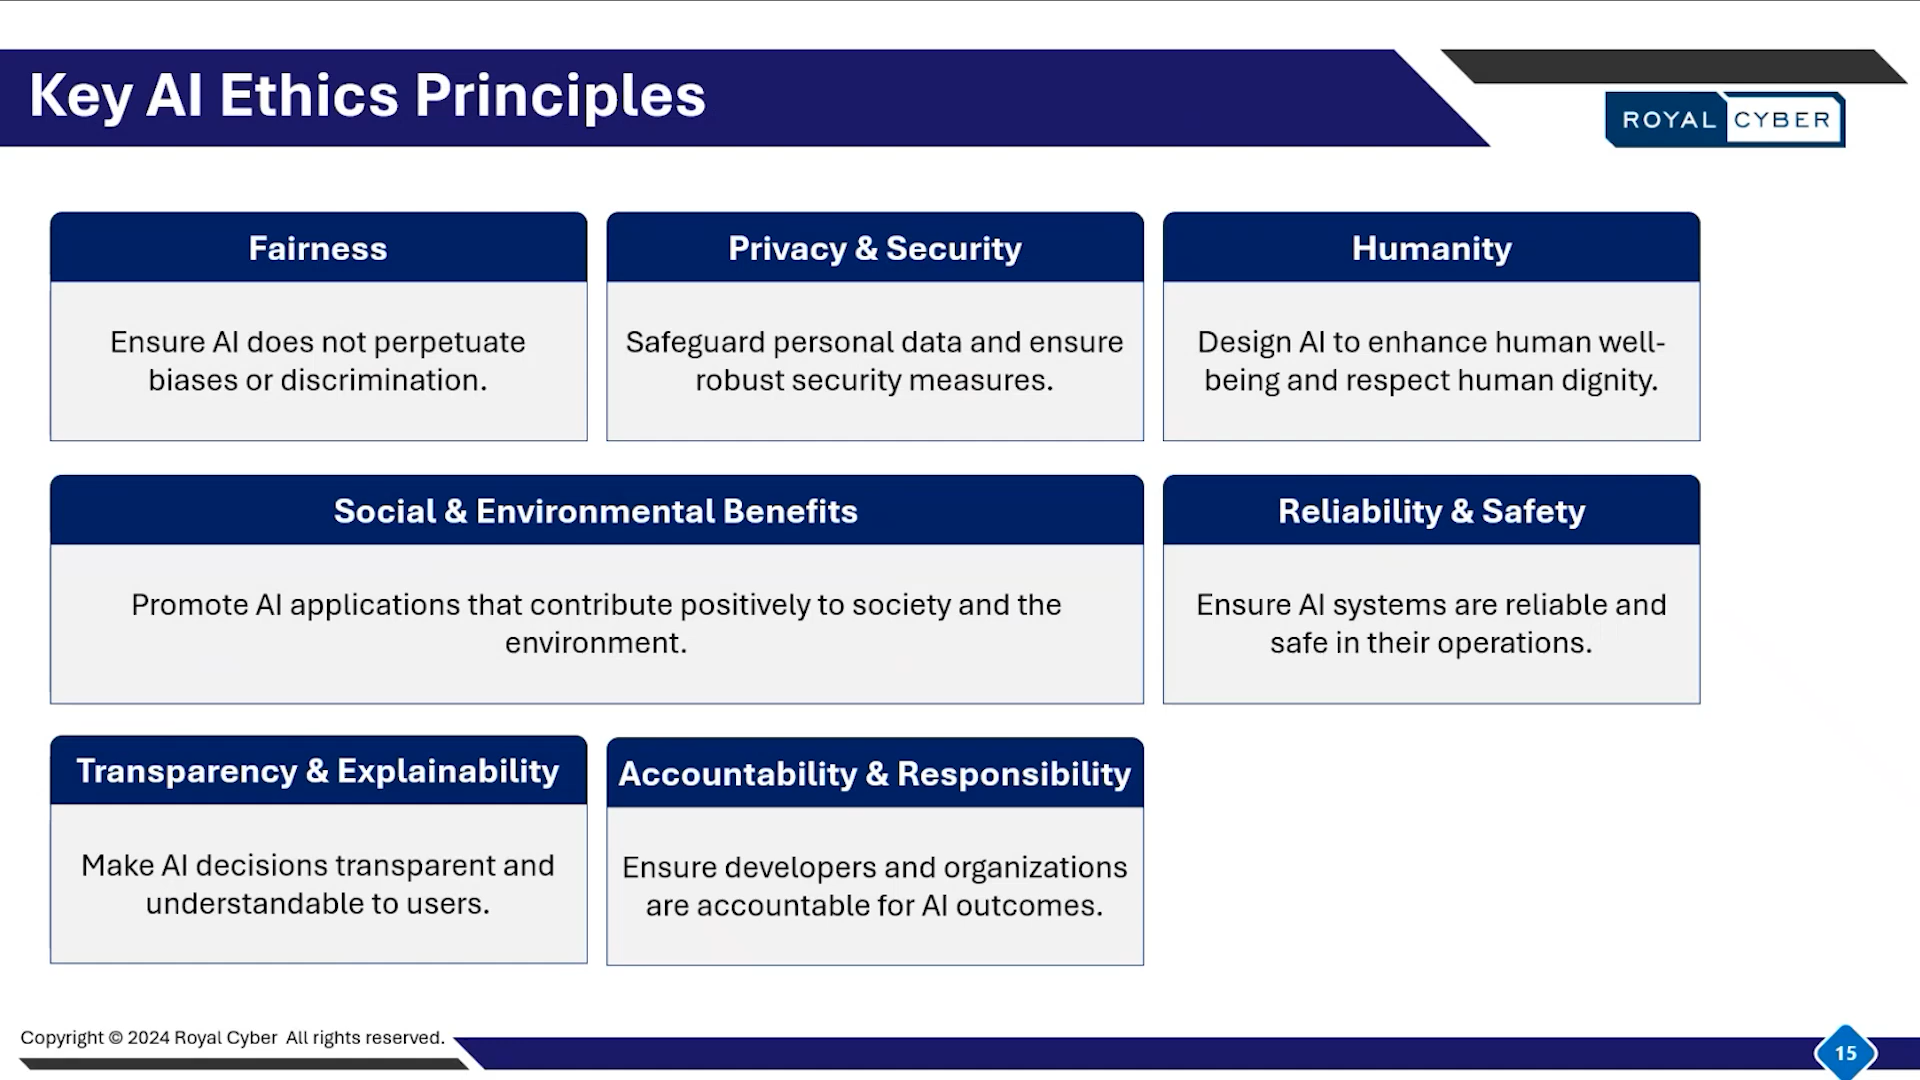 Key AI Ethics Principles
ROYAL CYBER
Fairness
Ensure AI does not perpetuate
biases or discrimination.
Privacy & Security
Safeguard personal data and ensure
robust security measures.
Humanity
Design AI to enhance human well-
being and respect human dignity.
Social & Environmental Benefits
Promote AI applications that contribute positively to society and the
environment.
Reliability & Safety
Ensure AI systems are reliable and
safe in their operations.
Transparency & Explainability
Make AI decisions transparent and
understandable to users.
Accountability & Responsibility
Ensure developers and organizations
are accountable for AI outcomes.
Copyright © 2024 Royal Cyber All rights reserved.
15